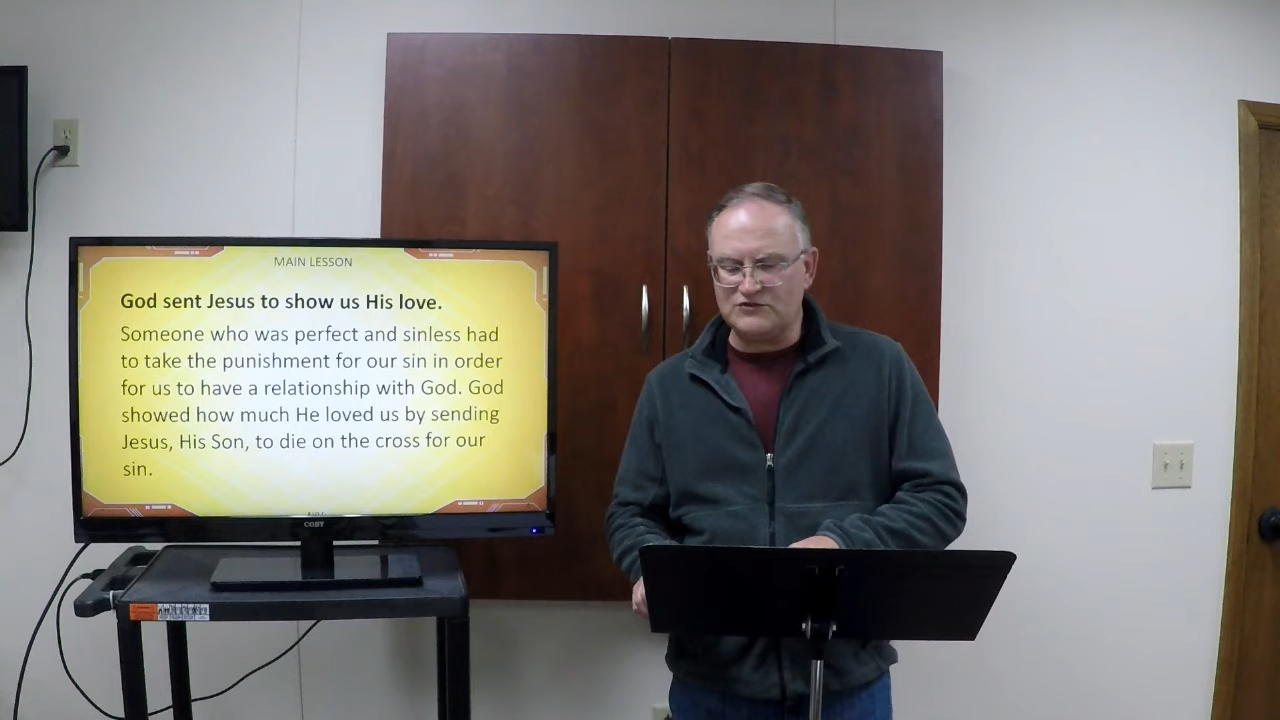 MAIN LESSON
God sent Jesus to show us His love.
Someone who was perfect and sinless had
to take the punishment for our sin in order
for us to have a relationship with God. God
showed how much He loved us by sending
Jesus, His Son, to die on the cross for our
sin.
COBY